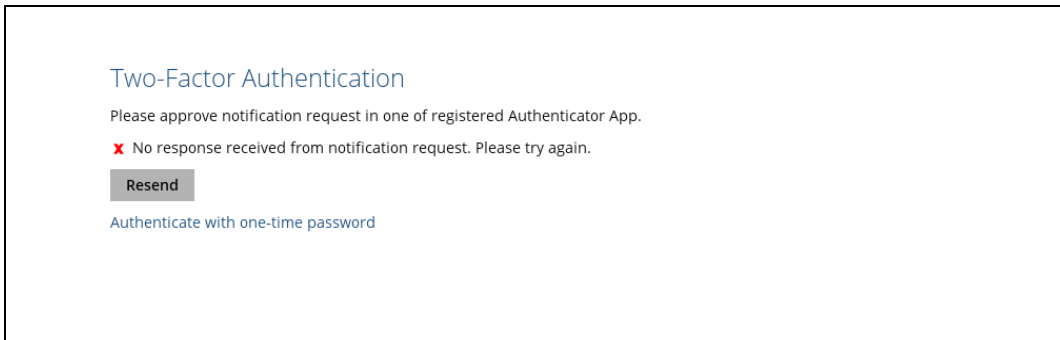 Two-Factor Authentication
Please approve notification request in one of registered Authenticator App.
x No response received from notification request. Please try again.
Resend
Authenticate with one-time password